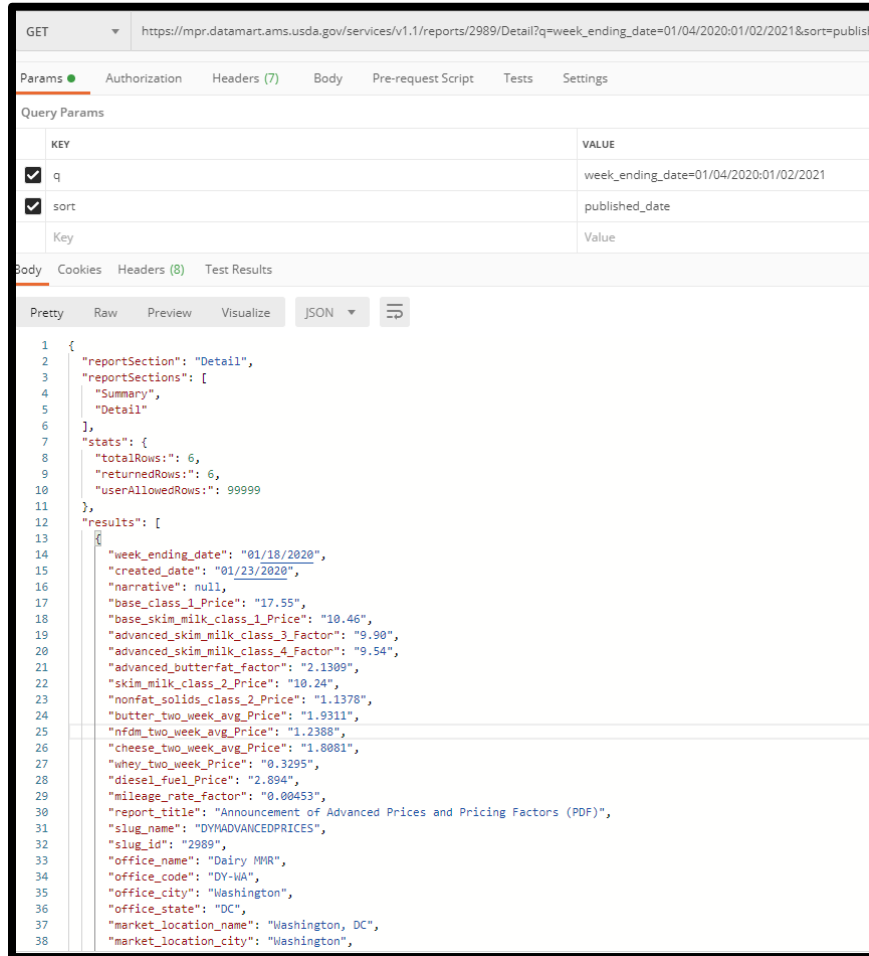 GET https://mpr.datamart.ams.usda.gov/services/v1.1/reports/2989/Detail?q=week_ending_date=01/04/2020:01/02/2021&sort=publish
Params Authorization Headers (7) Body Pre-request Script Tests Settings
Query Params
KEY VALUE
q week_ending_date=01/04/2020:01/02/2021
sort published_date
Key Value
Body Cookies Headers (8) Test Results
Pretty Raw Preview Visualize JSON
1 {
2 "reportSection": "Detail",
3 "reportSections": [
4 "Summary",
5 "Detail"
6 ],
7 "stats": {
8 "totalRows:": 6,
9 "returnedRows:": 6,
10 "userAllowedRows:": 99999
11 },
12 "results": [
13 {
14 "week_ending_date": "01/18/2020",
15 "created_date": "01/23/2020",
16 "narrative": null,
17 "base_class_1_Price": "17.55",
18 "base_skim_milk_class_1_Price": "10.46",
19 "advanced_skim_milk_class_3_Factor": "9.90",
20 "advanced_skim_milk_class_4_Factor": "9.54",
21 "advanced_butterfat_factor": "2.1309",
22 "skim_milk_class_2_Price": "10.24",
23 "nonfat_solids_class_2_Price": "1.1378",
24 "butter_two_week_avg_Price": "1.9311",
25 "nfdm_two_week_avg_Price": "1.2388",
26 "cheese_two_week_avg_Price": "1.8081",
27 "whey_two_week_Price": "0.3295",
28 "diesel_fuel_Price": "2.894",
29 "mileage_rate_factor": "0.00453",
30 "report_title": "Announcement of Advanced Prices and Pricing Factors (PDF)",
31 "slug_name": "DYMADVANCEDPRICES",
32 "slug_id": "2989",
33 "office_name": "Dairy MMR",
34 "office_code": "DY-WA",
35 "office_city": "Washington",
36 "office_state": "DC",
37 "market_location_name": "Washington, DC",
38 "market_location_city": "Washington",